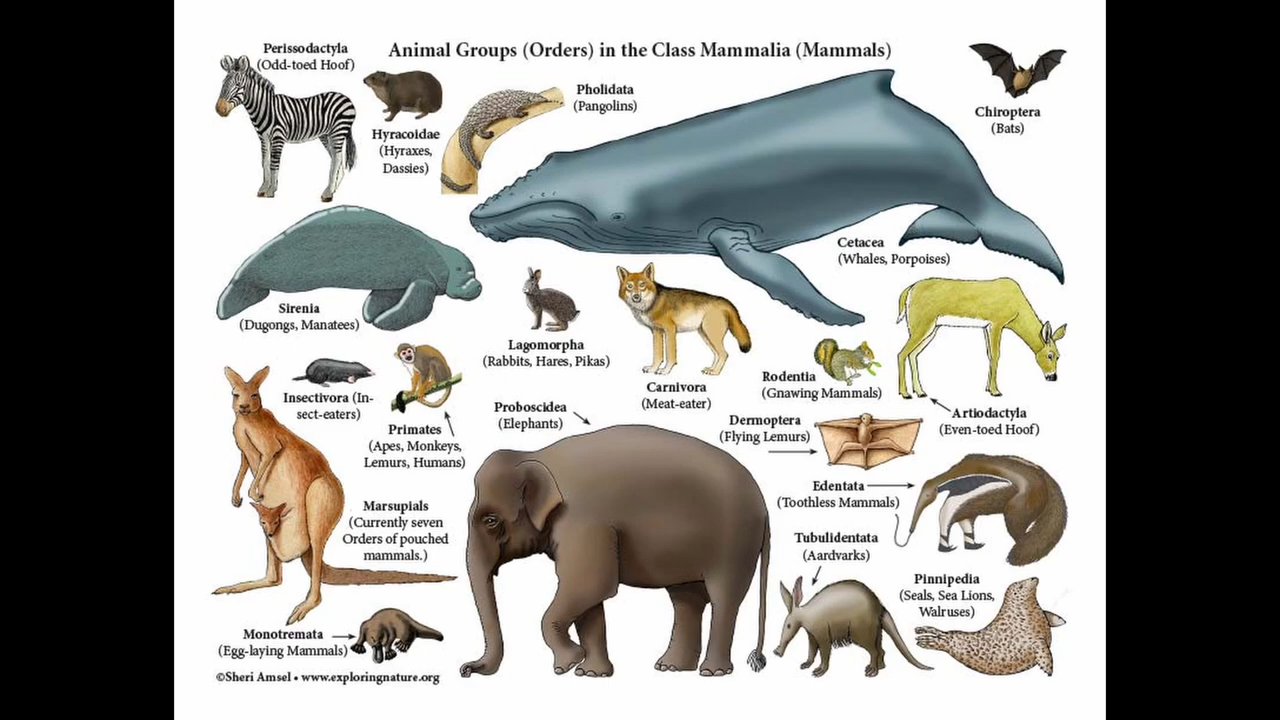 Animal Groups (Orders) in the Class Mammalia (Mammals)
Perissodactyla
(Odd-toed Hoof)
Hyracoidae
(Hyraxes,
Dassies)
Pholidata
(Pangolins)
Chiroptera
(Bats)
Cetacea
(Whales, Porpoises)
Sirenia
(Dugongs, Manatees)
Lagomorpha
(Rabbits, Hares, Pikas)
Carnivora
(Meat-eater)
Rodentia
(Gnawing Mammals)
Artiodactyla
(Even-toed Hoof)
Insectivora (In-
sect-eaters)
Primates
(Apes, Monkeys,
Lemurs, Humans)
Proboscidea
(Elephants)
Dermoptera
(Flying Lemurs)
Edentata
(Toothless Mammals)
Marsupials
(Currently seven
Orders of pouched
mammals.)
Tubulidentata
(Aardvarks)
Pinnipedia
(Seals, Sea Lions,
Walruses)
Monotremata
(Egg-laying Mammals)
©Sheri Amsel • www.exploringnature.org